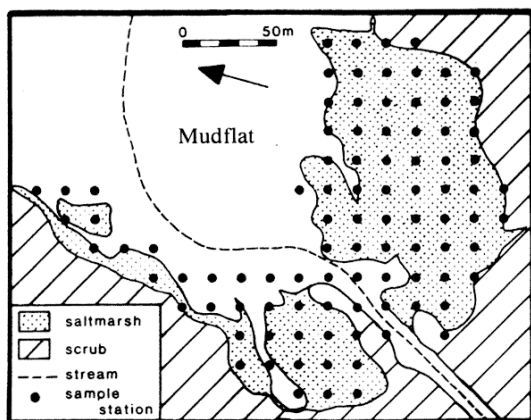 0 50m
Mudflat
saltmarsh
scrub
stream
sample
station